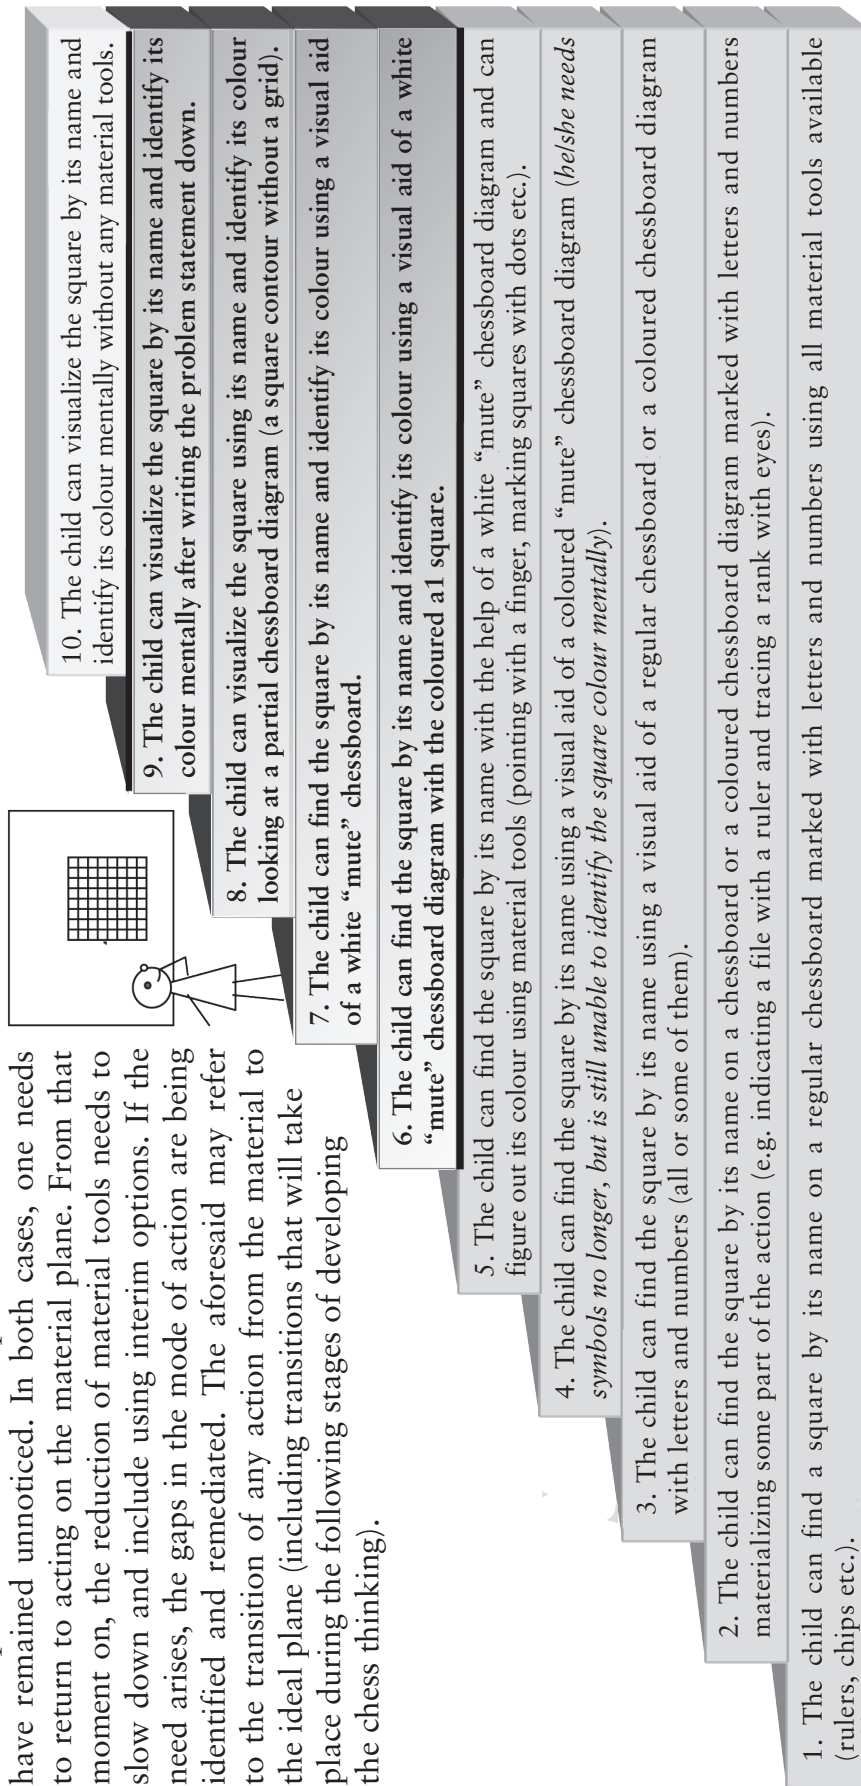 have remained unnoticed. In both cases, one needs
to return to acting on the material plane. From that
moment on, the reduction of material tools needs to
slow down and include using interim options. If the
need arises, the gaps in the mode of action are being
identified and remediated. The aforesaid may refer
to the transition of any action from the material to
the ideal plane (including transitions that will take
place during the following stages of developing
the chess thinking).
10. The child can visualize the square by its name and
identify its colour mentally without any material tools.
9. The child can visualize the square by its name and identify its
colour mentally after writing the problem statement down.
8. The child can visualize the square using its name and identify its colour
looking at a partial chessboard diagram (a square contour without a grid).
7. The child can find the square by its name and identify its colour using a visual aid
of a white “mute” chessboard.
6. The child can find the square by its name and identify its colour using a visual aid of a white
“mute” chessboard diagram with the coloured a1 square.
5. The child can find the square by its name with the help of a white “mute” chessboard diagram and can
figure out its colour using material tools (pointing with a finger, marking squares with dots etc.).
4. The child can find the square by its name using a visual aid of a coloured “mute” chessboard diagram (he/she needs
symbols no longer, but is still unable to identify the square colour mentally).
3. The child can find the square by its name using a visual aid of a regular chessboard or a coloured chessboard diagram
with letters and numbers (all or some of them).
2. The child can find the square by its name on a chessboard or a coloured chessboard diagram marked with letters and numbers
materializing some part of the action (e.g. indicating a file with a ruler and tracing a rank with eyes).
1. The child can find a square by its name on a regular chessboard marked with letters and numbers using all material tools available
(rulers, chips etc.).